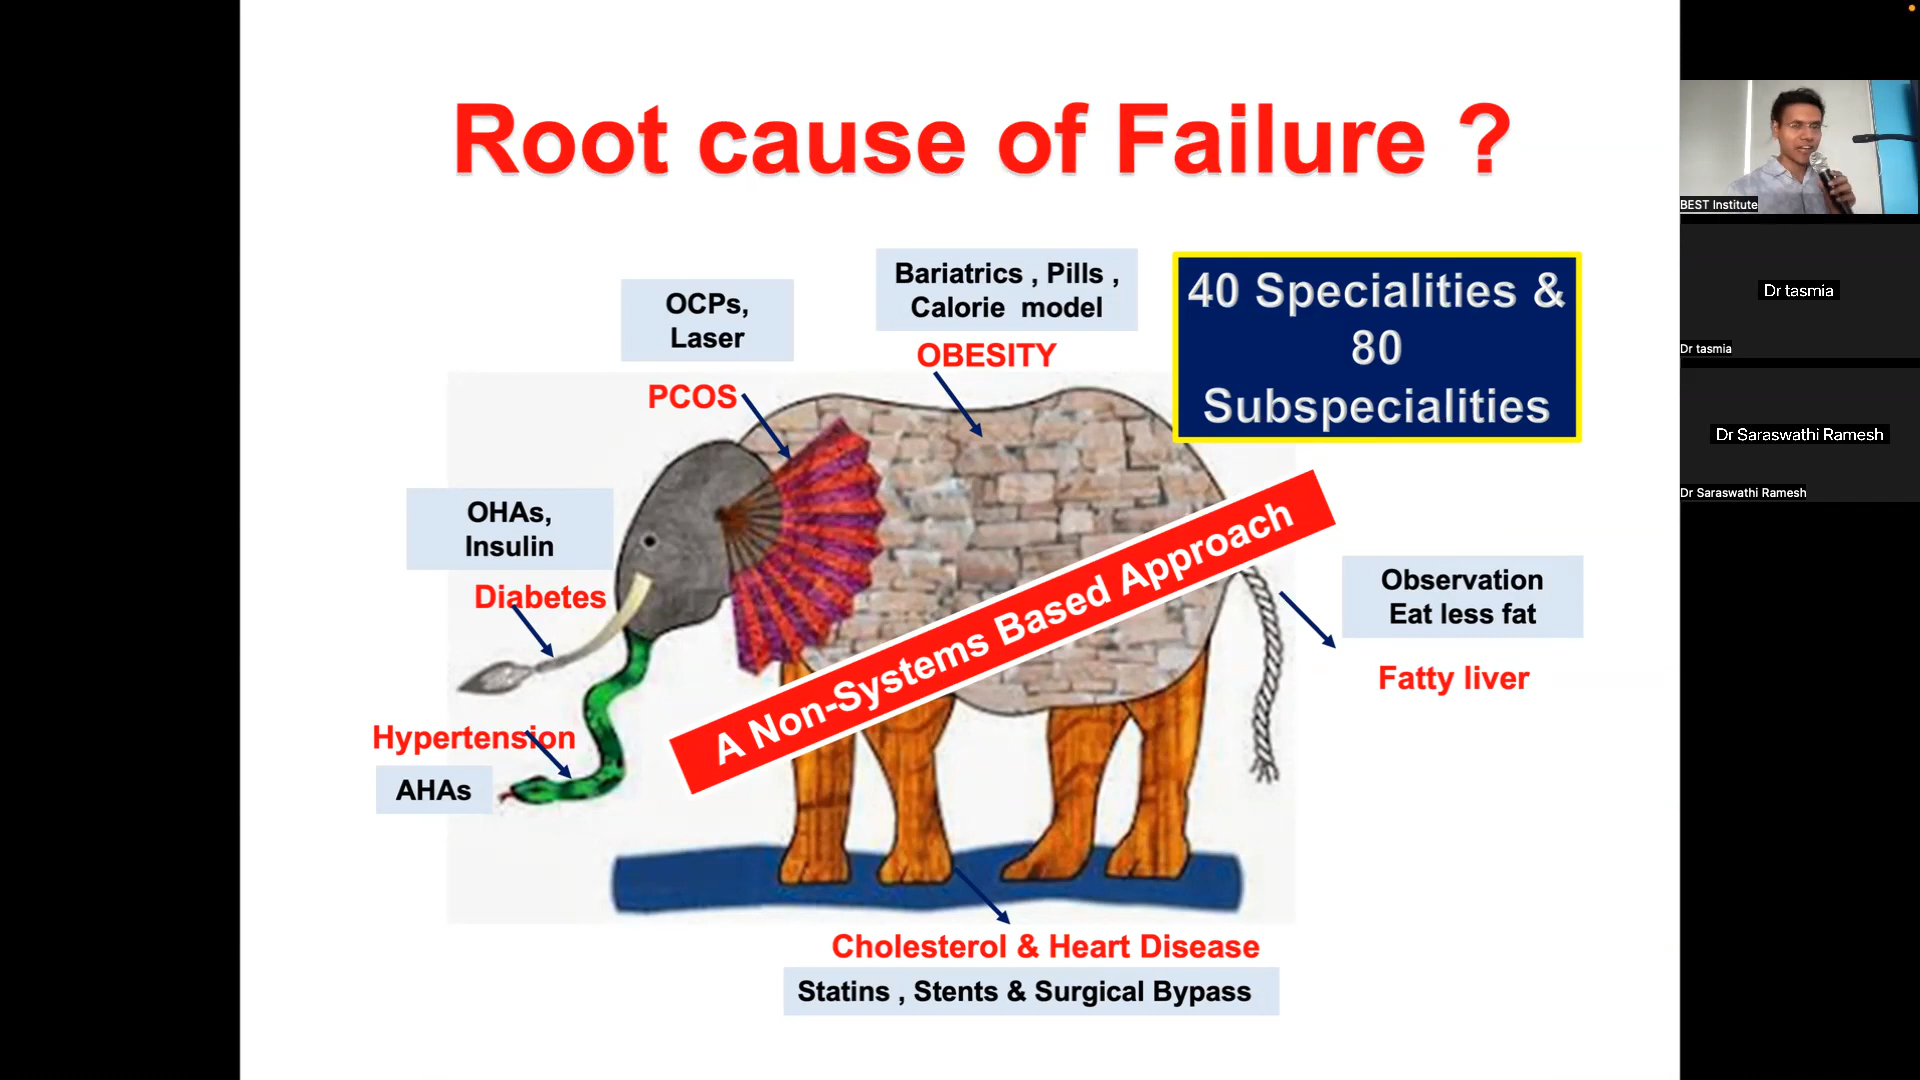 Root cause of Failure ?
Bariatrics , Pills ,
Calorie model
OBESITY
OCPs,
Laser
PCOS
40 Specialities &
80
Subspecialities
OHAs,
Insulin
Diabetes
A Non-Systems Based Approach
Observation
Eat less fat
Fatty liver
Hypertension
AHAs
Cholesterol & Heart Disease
Statins , Stents & Surgical Bypass
BEST Institute
Dr tasmia
Dr tasmia
Dr Saraswathi Ramesh
Dr Saraswathi Ramesh